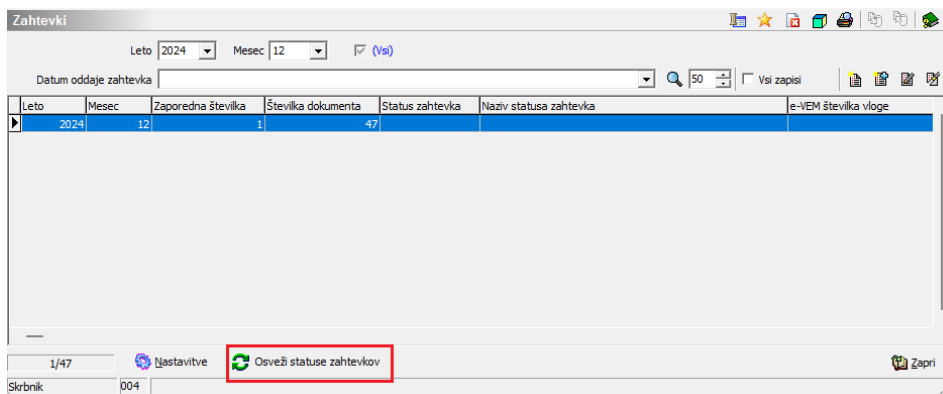 Zahtevki
Leto 2024 Mesec 12 (Vsi)
Datum oddaje zahtevka 50 Vsi zapisi
Leto Mesec Zaporedna številka Številka dokumenta Status zahtevka Naziv statusa zahtevka e-VEM številka vloge
2024 12 1 47
1/47 Nastavitve Osveži statuse zahtevkov Zapri
Skrbnik 004